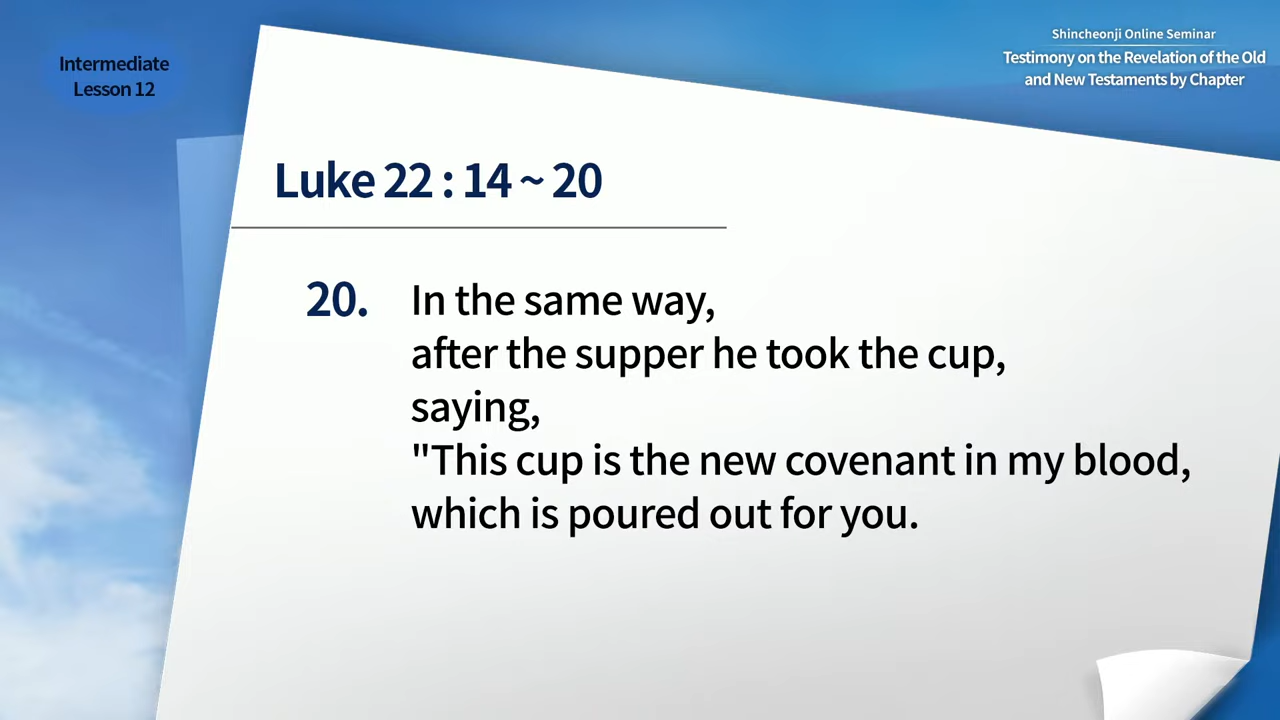 Intermediate
Lesson 12
Shincheonji Online Seminar
Testimony on the Revelation of the Old
and New Testaments by Chapter
Luke 22 : 14 ~ 20
20. In the same way,
after the supper he took the cup,
saying,
"This cup is the new covenant in my blood,
which is poured out for you.